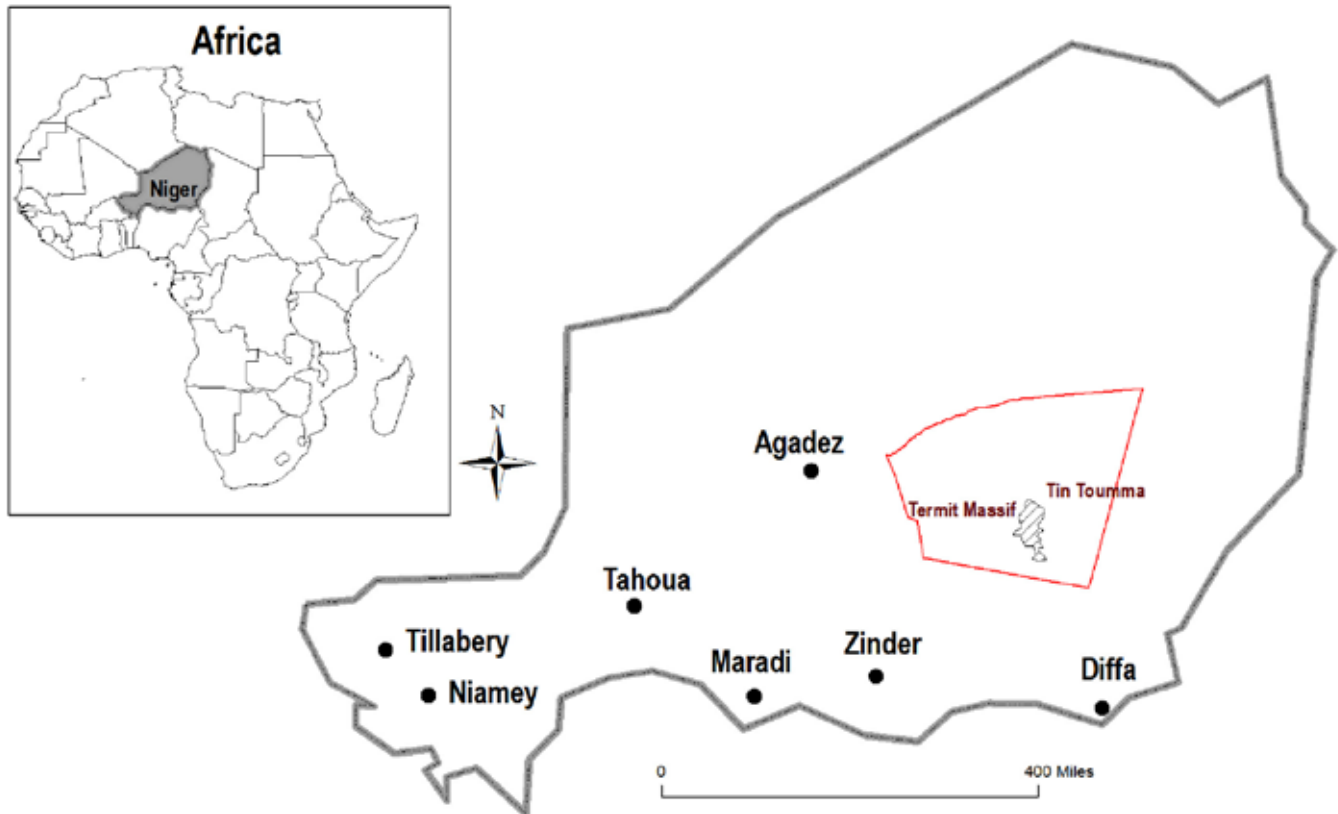 Africa
Niger
N
Agadez
Tin Toumma
Termit Massif
Tahoua
Tillabery
Niamey
Maradi
Zinder
Diffa
0
400 Miles